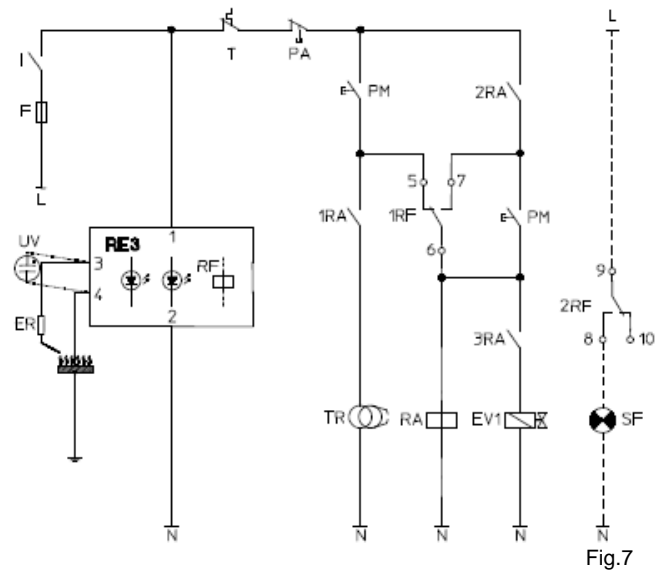 L
T
PA
I
PM
2RA
F
L
5
7
1RA
1RF
PM
6
UV
RE3
1
3
RF
4
2
ER
9
2RF
8
10
3RA
TR
RA
EV1
SF
N
N
N
N
N
Fig.7